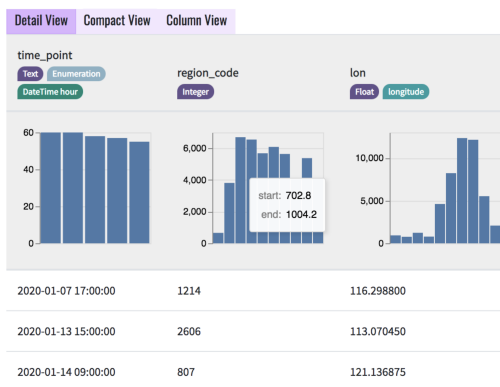 Detail View Compact View Column View
time_point
Text Enumeration
DateTime hour
region_code
Integer
lon
Float longitude
60
40
20
0
6,000
4,000
2,000
0
start: 702.8
end: 1004.2
10,000
5,000
0
2020-01-07 17:00:00 1214 116.298800
2020-01-13 15:00:00 2606 113.070450
2020-01-14 09:00:00 807 121.136875